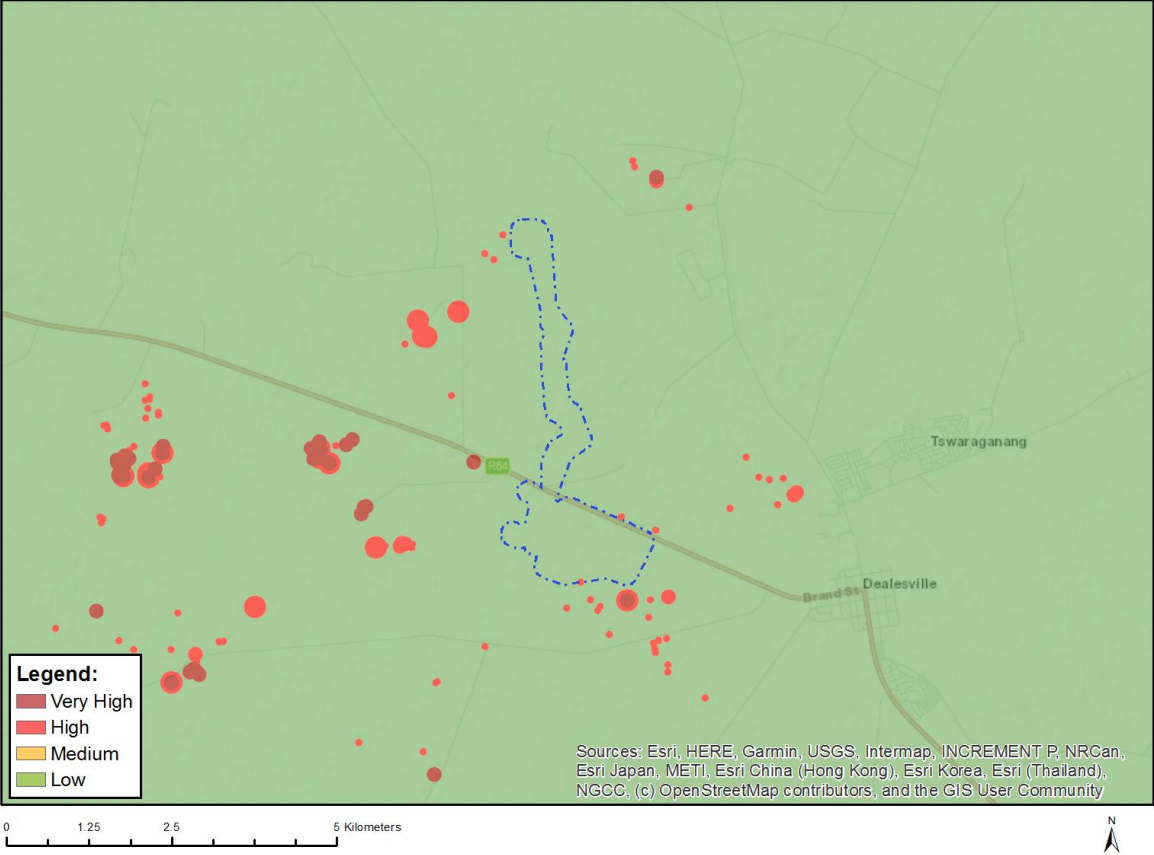 Tswaraganang
R64
Dealesville
Brand St
Legend:
Very High
High
Medium
Low
Sources: Esri, HERE, Garmin, USGS, Intermap, INCREMENT P, NRCan,
Esri Japan, METI, Esri China (Hong Kong), Esri Korea, Esri (Thailand),
NGCC, (c) OpenStreetMap contributors, and the GIS User Community
0 1.25 2.5 5 Kilometers
N